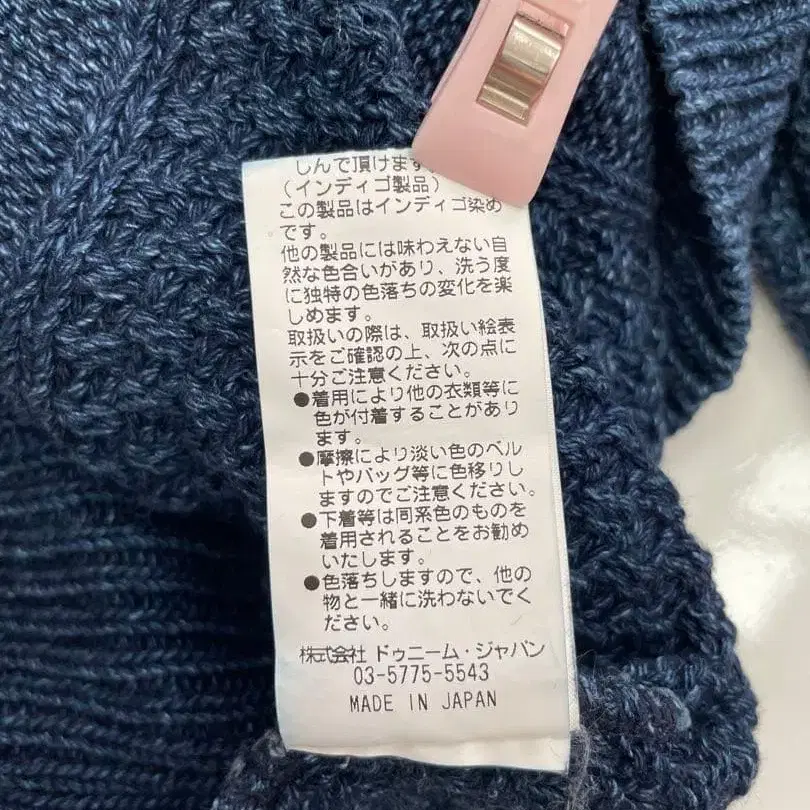 しんで頂けます
(インディゴ製品)
この製品はインディゴ染め
です。
他の製品には味わえない自
然な色合いがあり、洗う度
に独特の色落ちの変化を楽
しめます。
取扱いの際は、取扱い絵表
示をご確認の上、次の点に
十分ご注意ください。
●着用により他の衣類等に
色が付着することがあり
ます。
●摩擦により淡い色のベル
トやバッグ等に色移りし
ますのでご注意ください。
●下着等は同系色のものを
着用されることをお勧め
いたします。
●色落ちしますので、他の
物と一緒に洗わないでく
ださい。
株式会社 ドゥニーム・ジャパン
03-5775-5543
MADE IN JAPAN